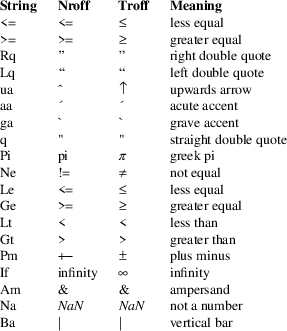 String Nroff Troff Meaning
<= <= ≤ less equal
>= >= ≥ greater equal
Rq ” ” right double quote
Lq “ “ left double quote
ua ˆ ↑ upwards arrow
aa ´ ´ acute accent
ga ` ` grave accent
q " " straight double quote
Pi pi π greek pi
Ne != ≠ not equal
Le <= ≤ less equal
Ge >= ≥ greater equal
Lt < < less than
Gt > > greater than
Pm +− ± plus minus
If infinity ∞ infinity
Am & & ampersand
Na NaN NaN not a number
Ba | | vertical bar